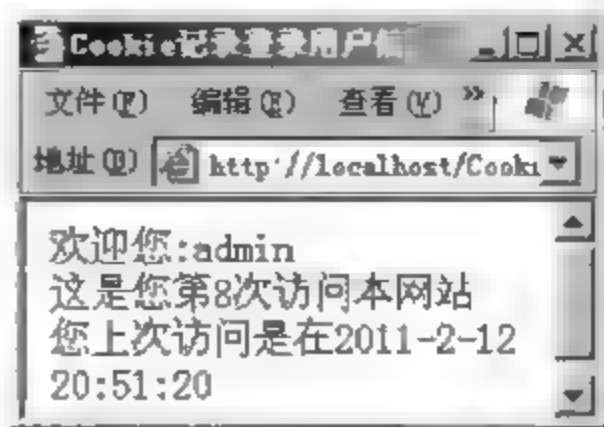 Cookie记录登录用户信
文件(F) 编辑(E) 查看(V) »
地址(D) http://localhost/Cooki
欢迎您:admin
这是您第8次访问本网站
您上次访问是在2011-2-12
20:51:20